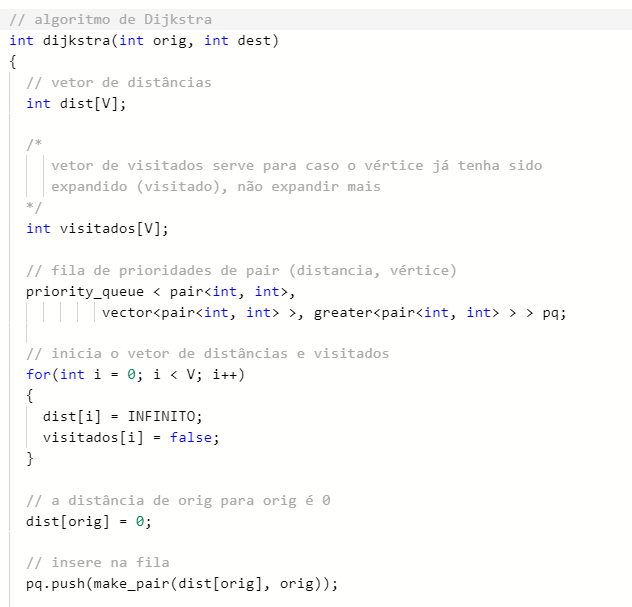 // algoritmo de Dijkstra
int dijkstra(int orig, int dest)
{
// vetor de distâncias
int dist[V];
/*
vetor de visitados serve para caso o vértice já tenha sido
expandido (visitado), não expandir mais
*/
int visitados[V];
// fila de prioridades de pair (distancia, vértice)
priority_queue < pair<int, int>,
vector<pair<int, int> >, greater<pair<int, int> > > pq;
// inicia o vetor de distâncias e visitados
for(int i = 0; i < V; i++)
{
dist[i] = INFINITO;
visitados[i] = false;
}
// a distância de orig para orig é 0
dist[orig] = 0;
// insere na fila
pq.push(make_pair(dist[orig], orig));